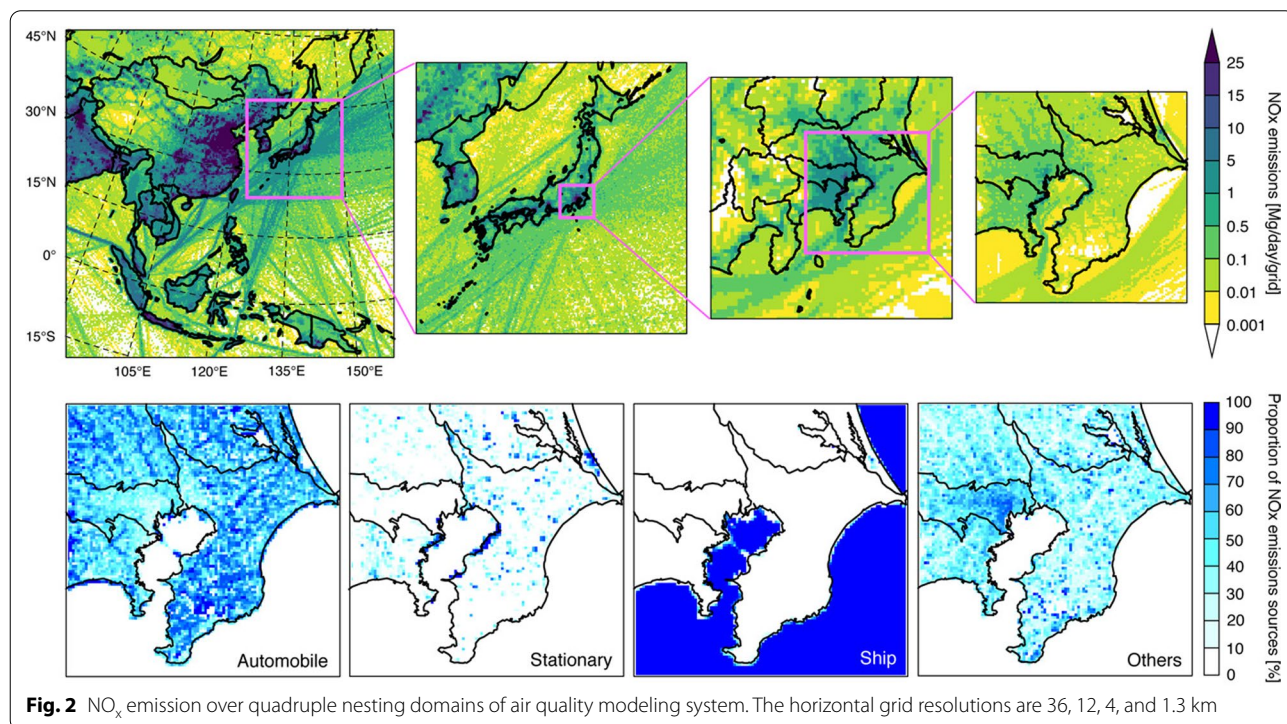 45°N
30°N
15°N
0°
15°S
105°E 120°E 135°E 150°E
25
15
10
5
1
0.5
0.1
0.01
0.001
NOx emissions [Mg/day/grid]
Automobile
Stationary
Ship
Others
100
90
80
70
60
50
40
30
20
10
0
Proportion of NOx emissions sources [%]
Fig. 2 NOx emission over quadruple nesting domains of air quality modeling system. The horizontal grid resolutions are 36, 12, 4, and 1.3 km